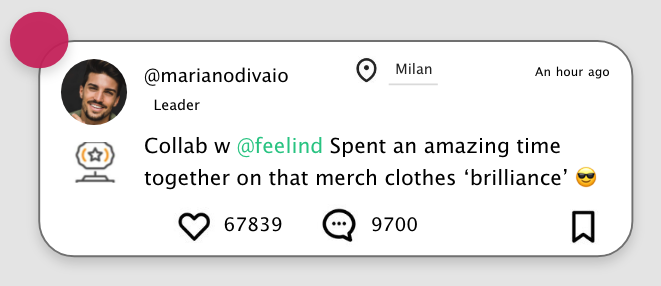 @marianodivaio
Milan
An hour ago
Leader
Collab w @feelind Spent an amazing time
together on that merch clothes ‘brilliance’ 😎
67839
9700